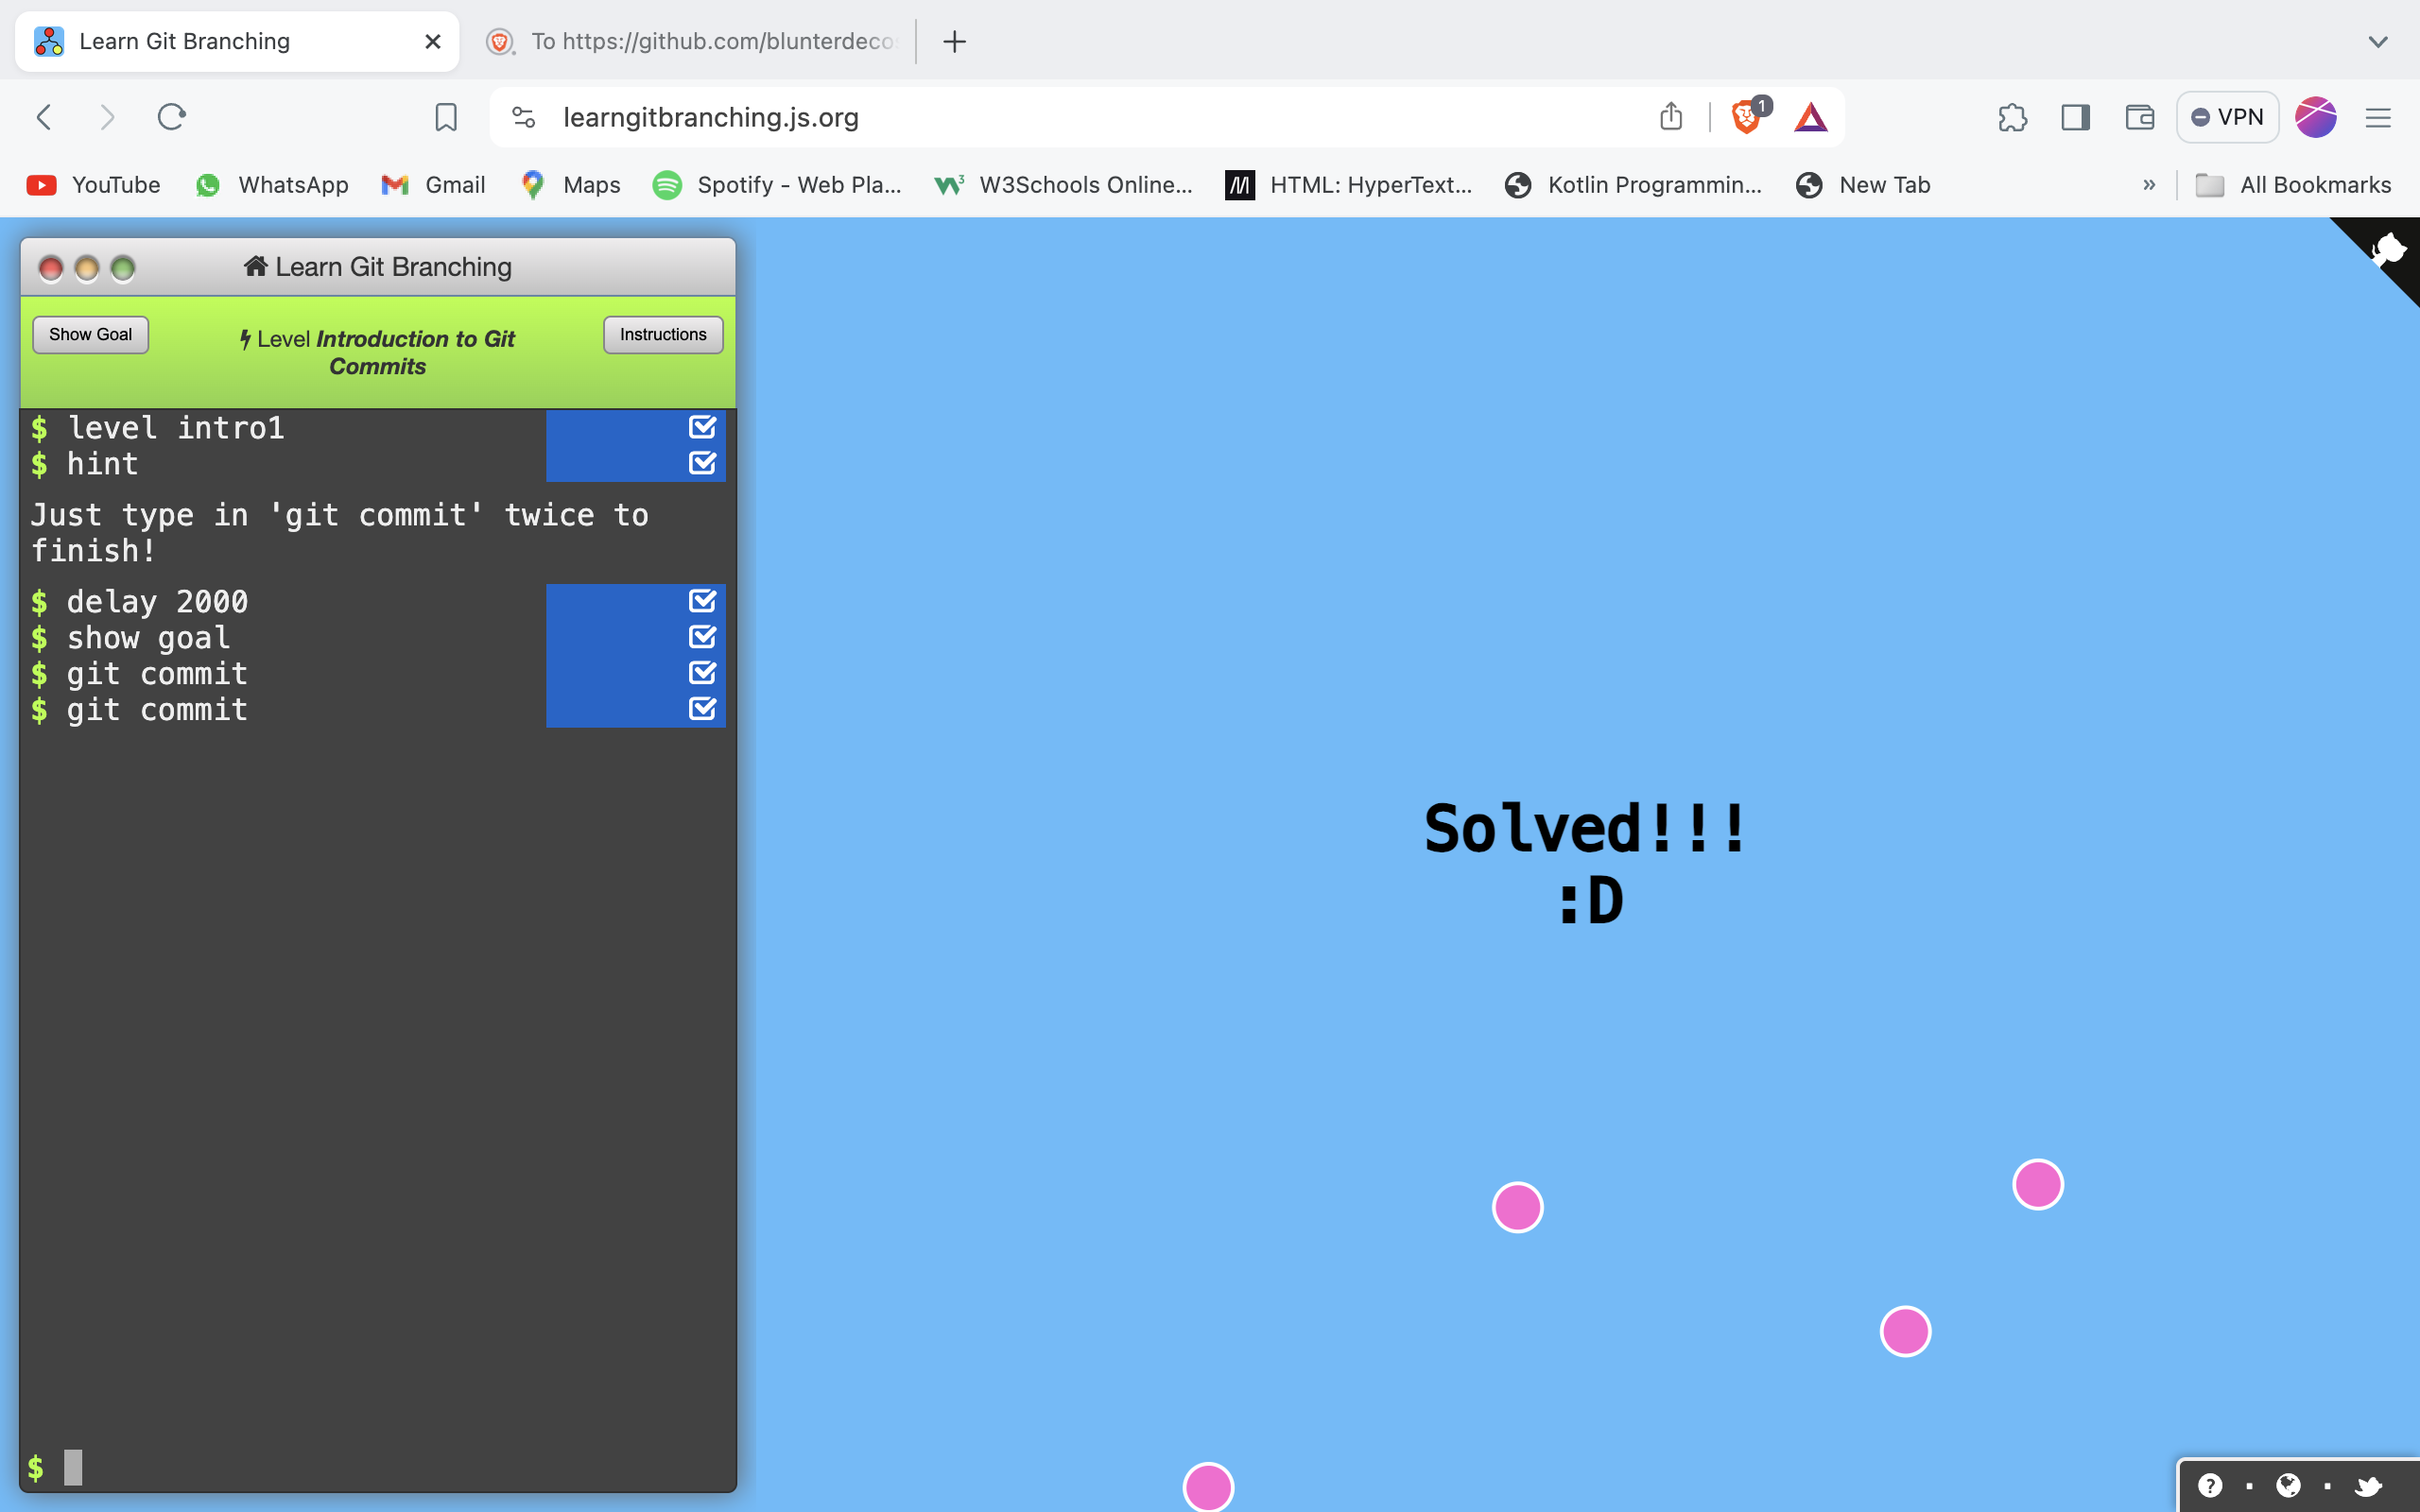 Learn Git Branching
To https://github.com/blunterdeco
learngitbranching.js.org
1
VPN
YouTube
WhatsApp
Gmail
Maps
Spotify - Web Pla...
W3Schools Online...
HTML: HyperText...
Kotlin Programmin...
New Tab
»
All Bookmarks
Learn Git Branching
Show Goal
Level Introduction to Git
Commits
Instructions
$ level intro1
$ hint
Just type in 'git commit' twice to
finish!
$ delay 2000
$ show goal
$ git commit
$ git commit
$
Solved!!!
:D